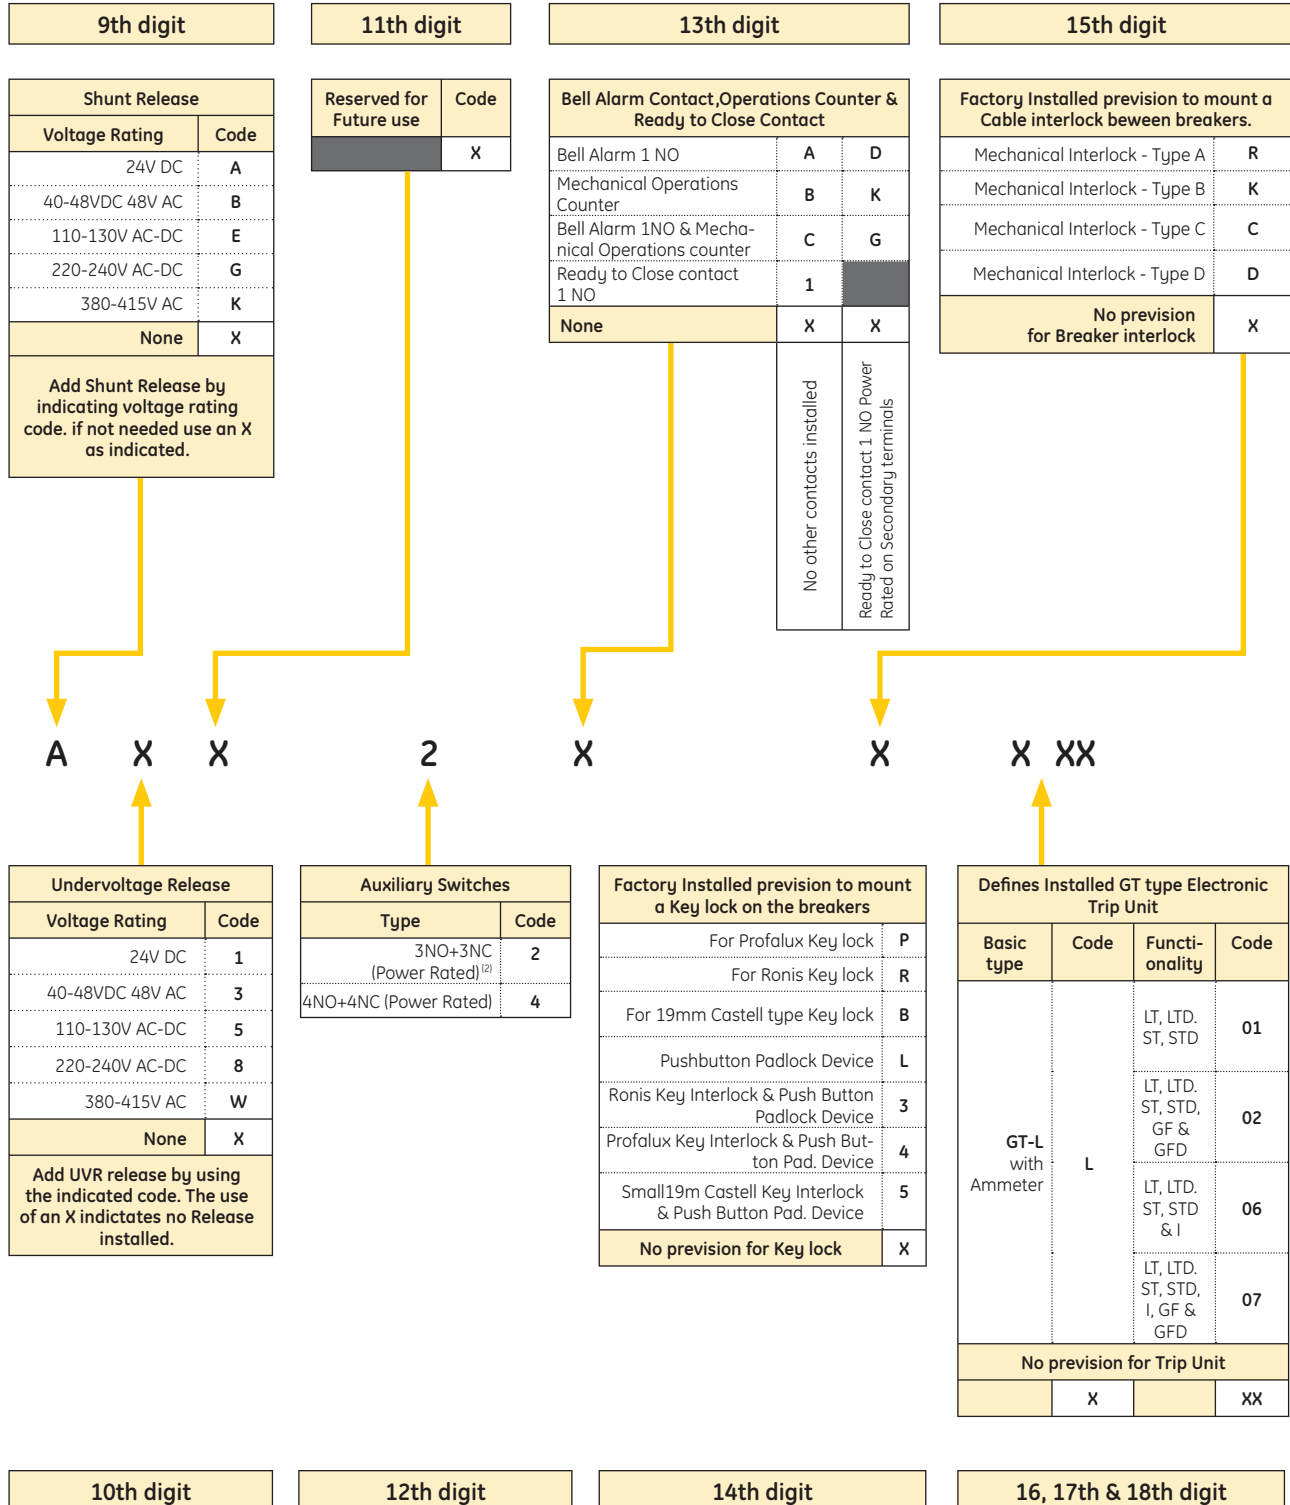 9th digit
11th digit
13th digit
15th digit
Shunt Release
Voltage Rating Code
24V DC A
40-48VDC 48V AC B
110-130V AC-DC E
220-240V AC-DC G
380-415V AC K
None X
Add Shunt Release by
indicating voltage rating
code. if not needed use an X
as indicated.
Reserved for
Future use
Code
X
Bell Alarm Contact,Operations Counter &
Ready to Close Contact
Bell Alarm 1 NO A D
Mechanical Operations
Counter
B K
Bell Alarm 1NO & Mecha-
nical Operations counter
C G
Ready to Close contact
1 NO
1
None X X
No other contacts installed
Ready to Close contact 1 NO Power
Rated on Secondary terminals
Factory Installed prevision to mount a
Cable interlock beween breakers.
Mechanical Interlock - Type A R
Mechanical Interlock - Type B K
Mechanical Interlock - Type C C
Mechanical Interlock - Type D D
No prevision
for Breaker interlock
X
A X X 2 X X X XX
Undervoltage Release
Voltage Rating Code
24V DC 1
40-48VDC 48V AC 3
110-130V AC-DC 5
220-240V AC-DC 8
380-415V AC W
None X
Add UVR release by using
the indicated code. The use
of an X indictates no Release
installed.
Auxiliary Switches
Type Code
3NO+3NC
(Power Rated) (2)
2
4NO+4NC (Power Rated) 4
Factory Installed prevision to mount
a Key lock on the breakers
For Profalux Key lock P
For Ronis Key lock R
For 19mm Castell type Key lock B
Pushbutton Padlock Device L
Ronis Key Interlock & Push Button
Padlock Device
3
Profalux Key Interlock & Push But-
ton Pad. Device
4
Small19m Castell Key Interlock
& Push Button Pad. Device
5
No prevision for Key lock X
Defines Installed GT type Electronic
Trip Unit
Basic
type
Code
Functi-
onality
Code
GT-L
with
Ammeter
L
LT, LTD.
ST, STD
01
LT, LTD.
ST, STD,
GF &
GFD
02
LT, LTD.
ST, STD
& I
06
LT, LTD.
ST, STD,
I, GF &
GFD
07
No prevision for Trip Unit
X XX
10th digit
12th digit
14th digit
16, 17th & 18th digit